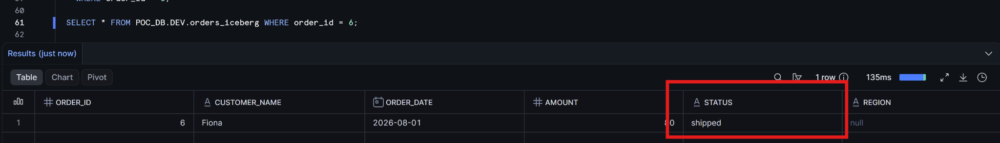 60
61 SELECT * FROM POC_DB.DEV.orders_iceberg WHERE order_id = 6;
62
Results (just now)
Table Chart Pivot 1 row 135ms
ORDER_ID CUSTOMER_NAME ORDER_DATE AMOUNT STATUS REGION
1 6 Fiona 2026-08-01 80 shipped null